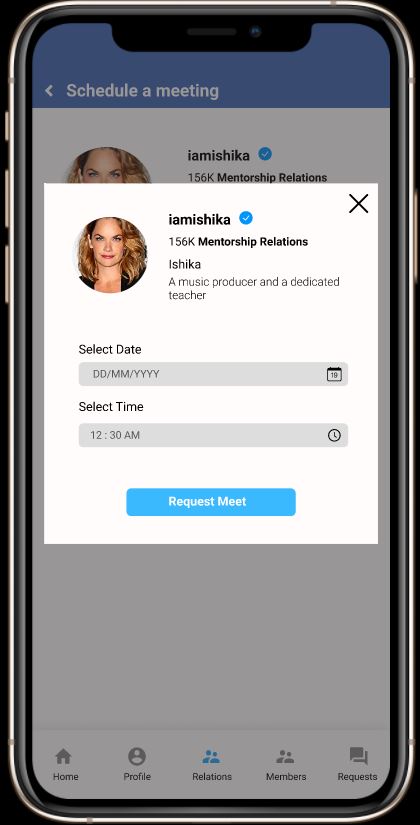 Schedule a meeting
iamishika
156K Mentorship Relations
iamishika
156K Mentorship Relations
Ishika
A music producer and a dedicated
teacher
Select Date
DD/MM/YYYY
19
Select Time
12 : 30 AM
Request Meet
Home Profile Relations Members Requests